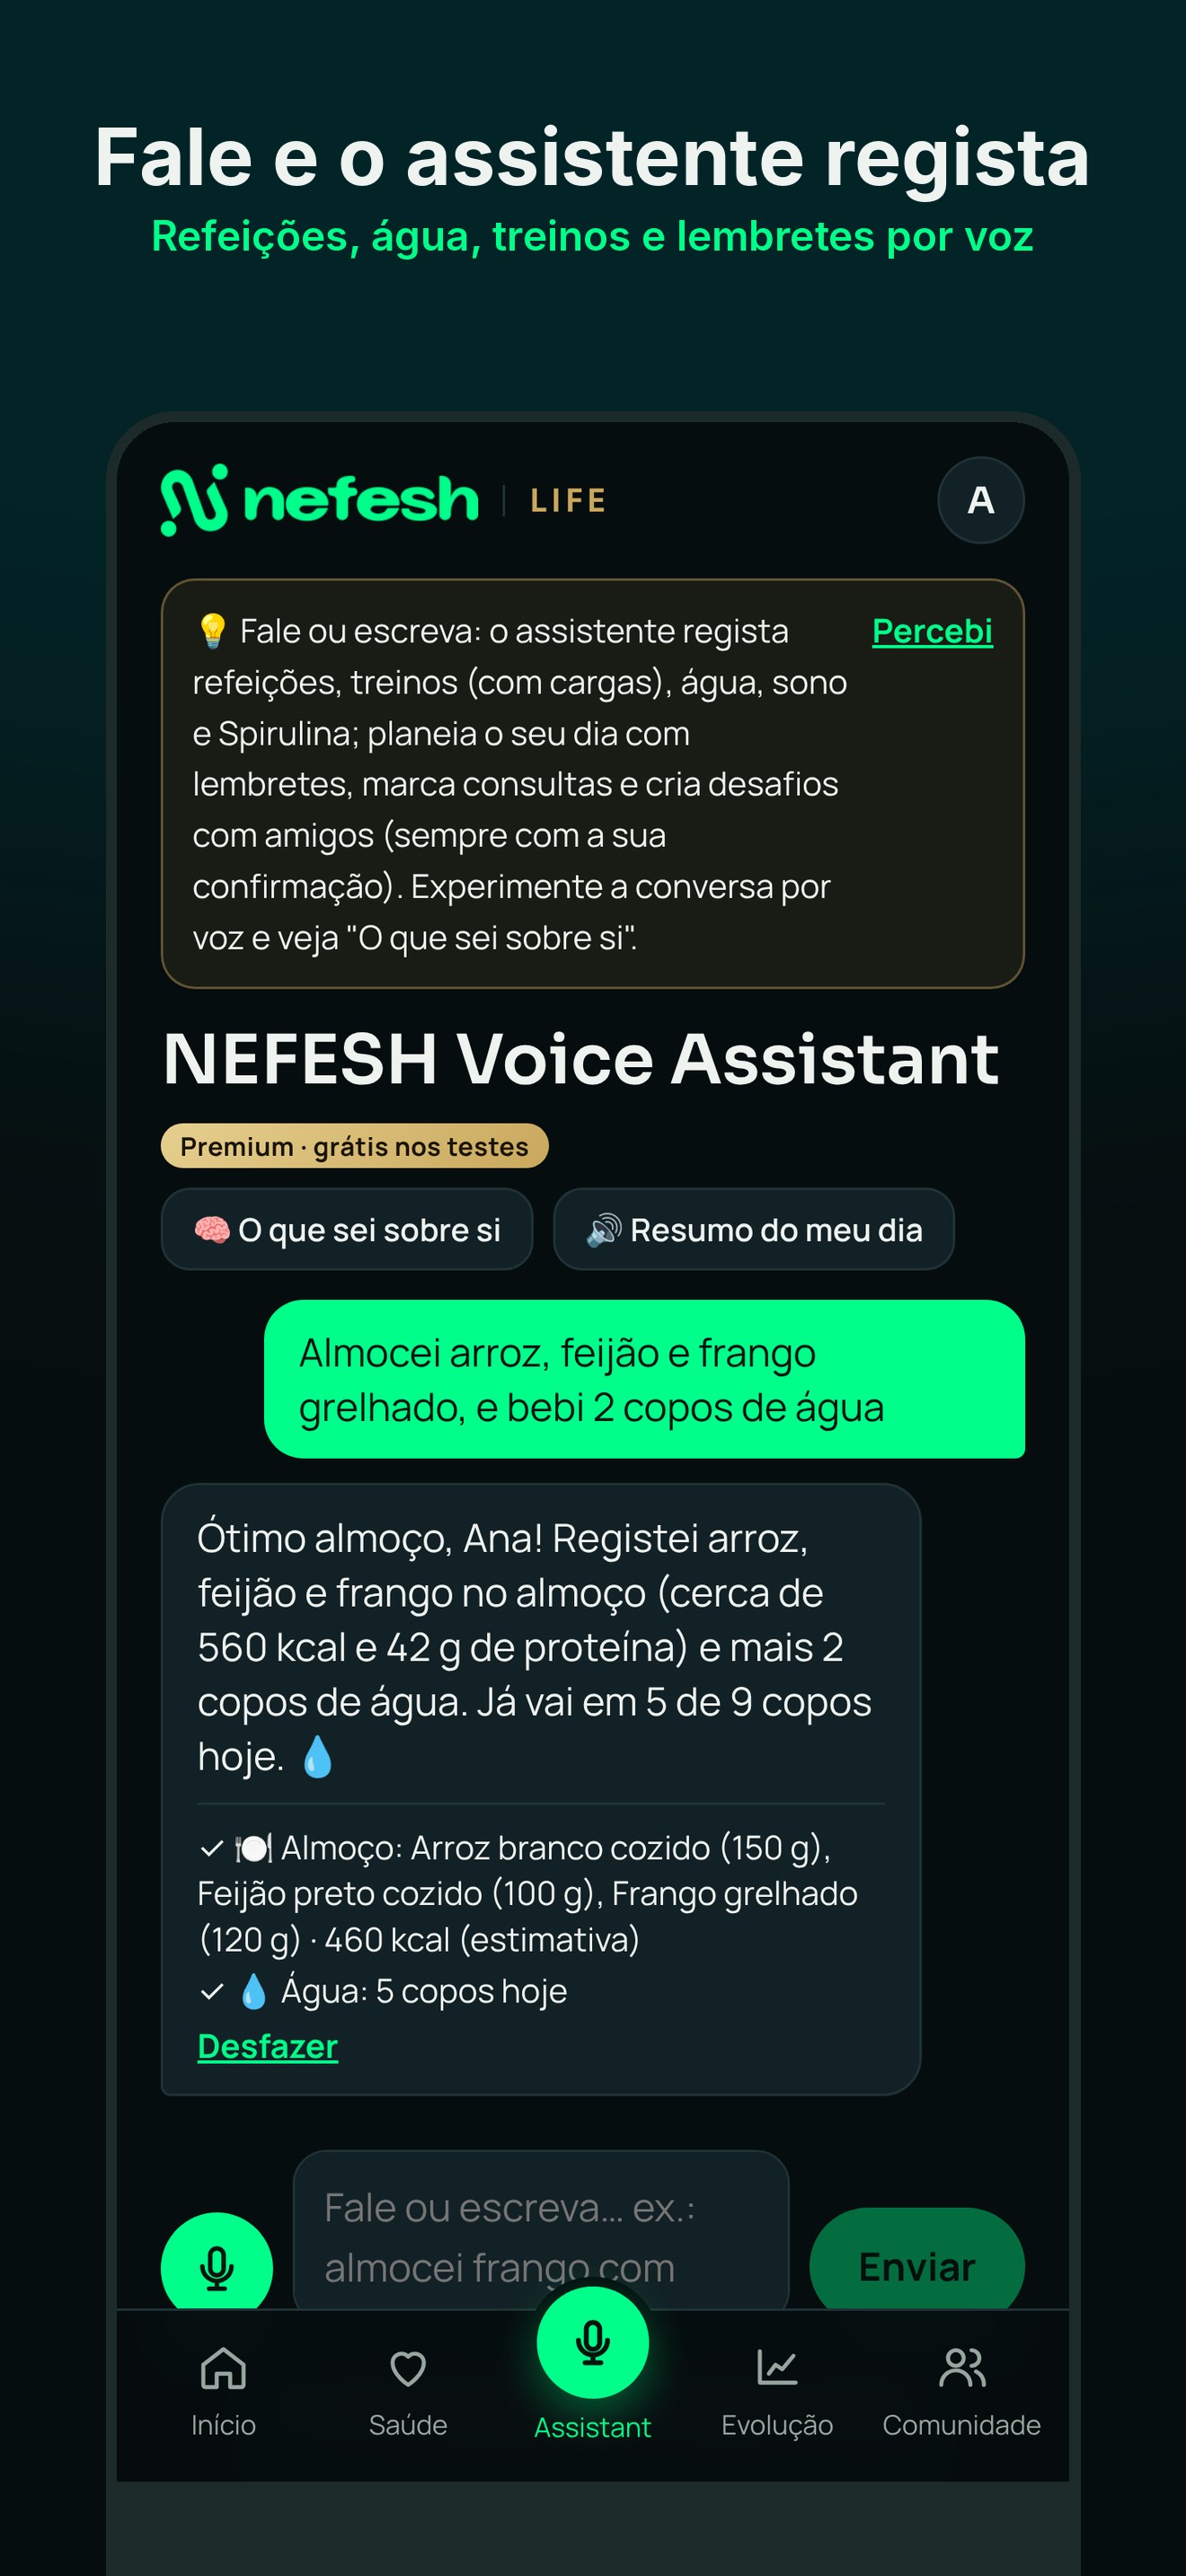 Fale e o assistente regista
Refeições, água, treinos e lembretes por voz
nefesh | LIFE
A
💡 Fale ou escreva: o assistente regista
Percebi
refeições, treinos (com cargas), água, sono
e Spirulina; planeia o seu dia com
lembretes, marca consultas e cria desafios
com amigos (sempre com a sua
confirmação). Experimente a conversa por
voz e veja "O que sei sobre si".
NEFESH Voice Assistant
Premium · grátis nos testes
🧠 O que sei sobre si
🔊 Resumo do meu dia
Almocei arroz, feijão e frango
grelhado, e bebi 2 copos de água
Ótimo almoço, Ana! Registei arroz,
feijão e frango no almoço (cerca de
560 kcal e 42 g de proteína) e mais 2
copos de água. Já vai em 5 de 9 copos
hoje. 💧
✓ 🍽️ Almoço: Arroz branco cozido (150 g),
Feijão preto cozido (100 g), Frango grelhado
(120 g) · 460 kcal (estimativa)
✓ 💧 Água: 5 copos hoje
Desfazer
Fale ou escreva... ex.:
almocei frango com
Enviar
Início
Saúde
Assistant
Evolução
Comunidade